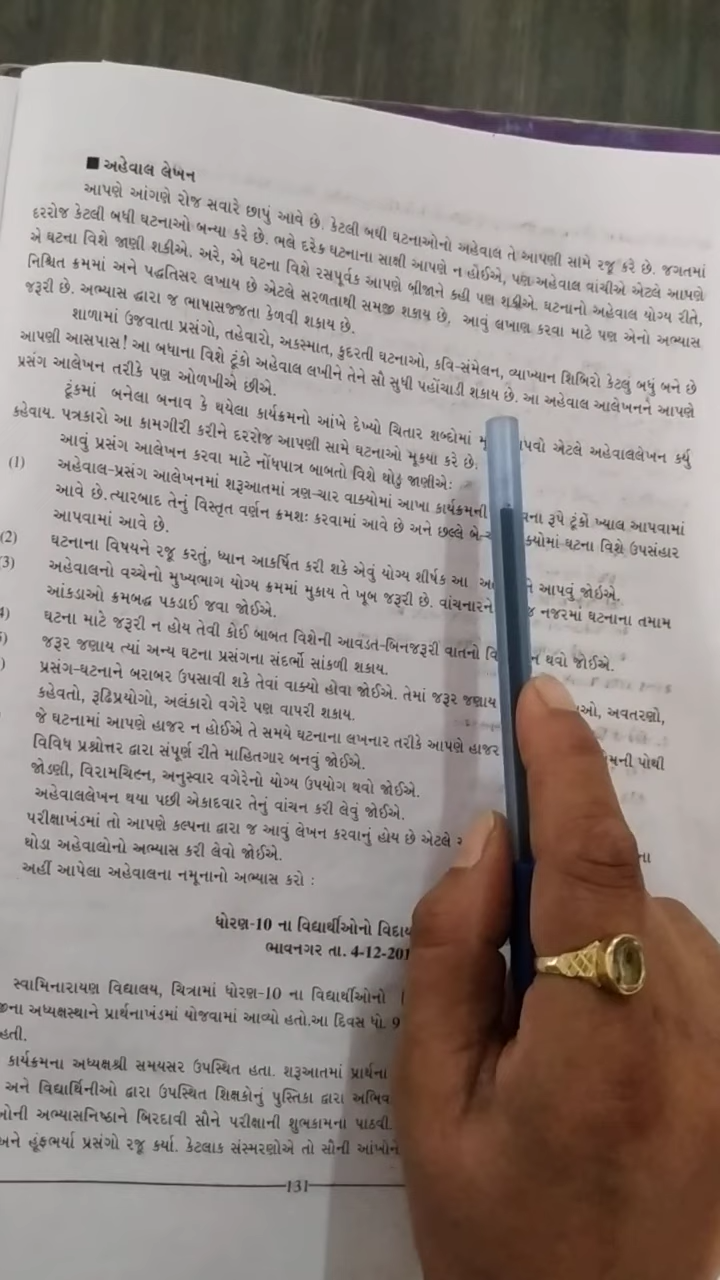 ■ અહેવાલ લેખન
આપણે આંગણે રોજ સવારે છાપું આવે છે. કેટલી બધી ઘટનાઓનો અહેવાલ તે આપણી સામે રજૂ કરે છે. જગતમાં
દરરોજ કેટલી બધી ઘટનાઓ બન્યા કરે છે. ભલે દરેક ઘટનાના સાક્ષી આપણે ન હોઈએ, પણ અહેવાલ વાંચીએ એટલે આપણે
એ ઘટના વિશે જાણી શકીએ. અરે, એ ઘટના વિશે રસપૂર્વક આપણે બીજાને કહી પણ શકીએ. ઘટનાનો અહેવાલ યોગ્ય રીતે,
નિશ્ચિત ક્રમમાં અને પદ્ધતિસર લખાય છે એટલે સરળતાથી સમજી શકાય છે, આવું લખાણ કરવા માટે પણ એનો અભ્યાસ
જરૂરી છે. અભ્યાસ દ્વારા જ ભાષાસજ્જતા કેળવી શકાય છે.
શાળામાં ઉજવાતા પ્રસંગો, તહેવારો, અકસ્માત, કુદરતી ઘટનાઓ, કવિ-સંમેલન, વ્યાખ્યાન શિબિરો કેટલું બધું બને છે
આપણી આસપાસ! આ બધાના વિશે ટૂંકો અહેવાલ લખીને તેને સૌ સુધી પહોંચાડી શકાય છે. આ અહેવાલ આલેખનને આપણે
પ્રસંગ આલેખન તરીકે પણ ઓળખીએ છીએ.
ટૂંકમાં બનેલા બનાવ કે થયેલા કાર્યક્રમનો આંખે દેખ્યો ચિતાર શબ્દોમાં એટલે અહેવાલલેખન કર્યુ
કહેવાય. પત્રકારો આ કામગીરી કરીને દરરોજ આપણી સામે ઘટનાઓ મૂક્યા કરે છે.
આવું પ્રસંગ આલેખન કરવા માટે નોંધપાત્ર બાબતો વિશે થોડું જાણીએઃ
(1) અહેવાલ-પ્રસંગ આલેખનમાં શરૂઆતમાં ત્રણ-ચાર વાક્યોમાં આખા કાર્યક્રમની રૂપે ટૂંકો ખ્યાલ આપવામાં
આવે છે.ત્યારબાદ તેનું વિસ્તૃત વર્ણન ક્રમશઃ કરવામાં આવે છે અને છલ્લે ઘટના વિશે ઉપસંહાર
આપવામાં આવે છે.
(2) ઘટનાના વિષયને રજૂ કરતું, ધ્યાન આકર્ષિત કરી શકે એવું યોગ્ય શીર્ષક આ આપવું જોઈએ.
3) અહેવાલનો વચ્ચેનો મુખ્યભાગ યોગ્ય ક્રમમાં મુકાય તે ખૂબ જરૂરી છે. વાંચનારને નજરમાં ઘટનાના તમામ
આંકડાઓ ક્રમબદ્ધ પકડાઈ જવા જોઈએ.
4) ઘટના માટે જરૂરી ન હોય તેવી કોઈ બાબત વિશેની આવડત-બિનજરૂરી વાતનો થવો જોઈએ.
) જરૂર જણાય ત્યાં અન્ય ઘટના પ્રસંગના સંદર્ભો સાંકળી શકાય.
) પ્રસંગ-ઘટનાને બરાબર ઉપસાવી શકે તેવાં વાક્યો હોવા જોઈએ. તેમાં જરૂર જણાય અવતરણો,
કહેવતો, રૂઢિપ્રયોગો, અલંકારો વગેરે પણ વાપરી શકાય.
જે ઘટનામાં આપણે હાજર ન હોઈએ તે સમયે ઘટનાના લખનાર તરીકે આપણે હાજર પોથી
વિવિધ પ્રશ્નોત્તર દ્વારા સંપૂર્ણ રીતે માહિતગાર બનવું જોઈએ.
જોડણી, વિરામચિહ્ન, અનુસ્વાર વગેરેનો યોગ્ય ઉપયોગ થવો જોઈએ.
અહેવાલલેખન થયા પછી એકાદવાર તેનું વાંચન કરી લેવું જોઈએ.
પરીક્ષાખંડમાં તો આપણે કલ્પના દ્વારા જ આવું લેખન કરવાનું હોય છે એટલે
થોડા અહેવાલોનો અભ્યાસ કરી લેવો જોઈએ.
અહીં આપેલા અહેવાલના નમૂનાનો અભ્યાસ કરો :
ધોરણ-10 ના વિદ્યાર્થીઓનો
ભાવનગર તા. 4-12-201
સ્વામિનારાયણ વિદ્યાલય, ચિત્રામાં ધોરણ-10 ના વિદ્યાર્થીઓનો
અધ્યક્ષસ્થાને પ્રાર્થનાખંડમાં યોજવામાં આવ્યો હતો.આ દિવસ ધો. 9
હતી.
કાર્યક્રમના અધ્યક્ષશ્રી સમયસર ઉપસ્થિત હતા. શરૂઆતમાં પ્રાર્થના
અને વિદ્યાર્થિનીઓ દ્વારા ઉપસ્થિત શિક્ષકોનું પુસ્તિકા દ્વારા
અભ્યાસનિષ્ઠાને બિરદાવી સૌને પરીક્ષાની શુભકામના પાઠવી.
અને હૂંફભર્યા પ્રસંગો રજૂ કર્યા. કેટલાક સંસ્મરણોએ તો સૌની આંખોને
131